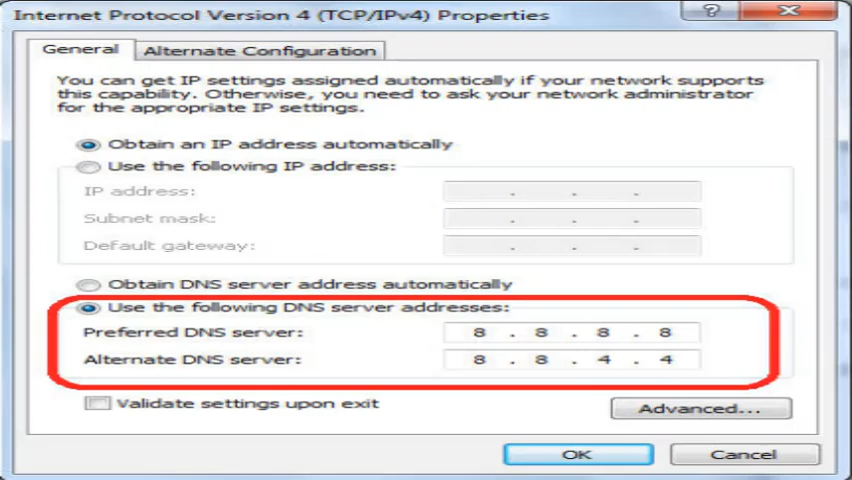 Internet Protocol Version 4 (TCP/IPv4) Properties
General
Alternate Configuration
You can get IP settings assigned automatically if your network supports
this capability. Otherwise, you need to ask your network administrator
for the appropriate IP settings.
Obtain an IP address automatically
Use the following IP address:
IP address: . . .
Subnet mask: . . .
Default gateway: . . .
Obtain DNS server address automatically
Use the following DNS server addresses:
Preferred DNS server: 8 . 8 . 8 . 8
Alternate DNS server: 8 . 8 . 4 . 4
Validate settings upon exit
Advanced...
OK
Cancel